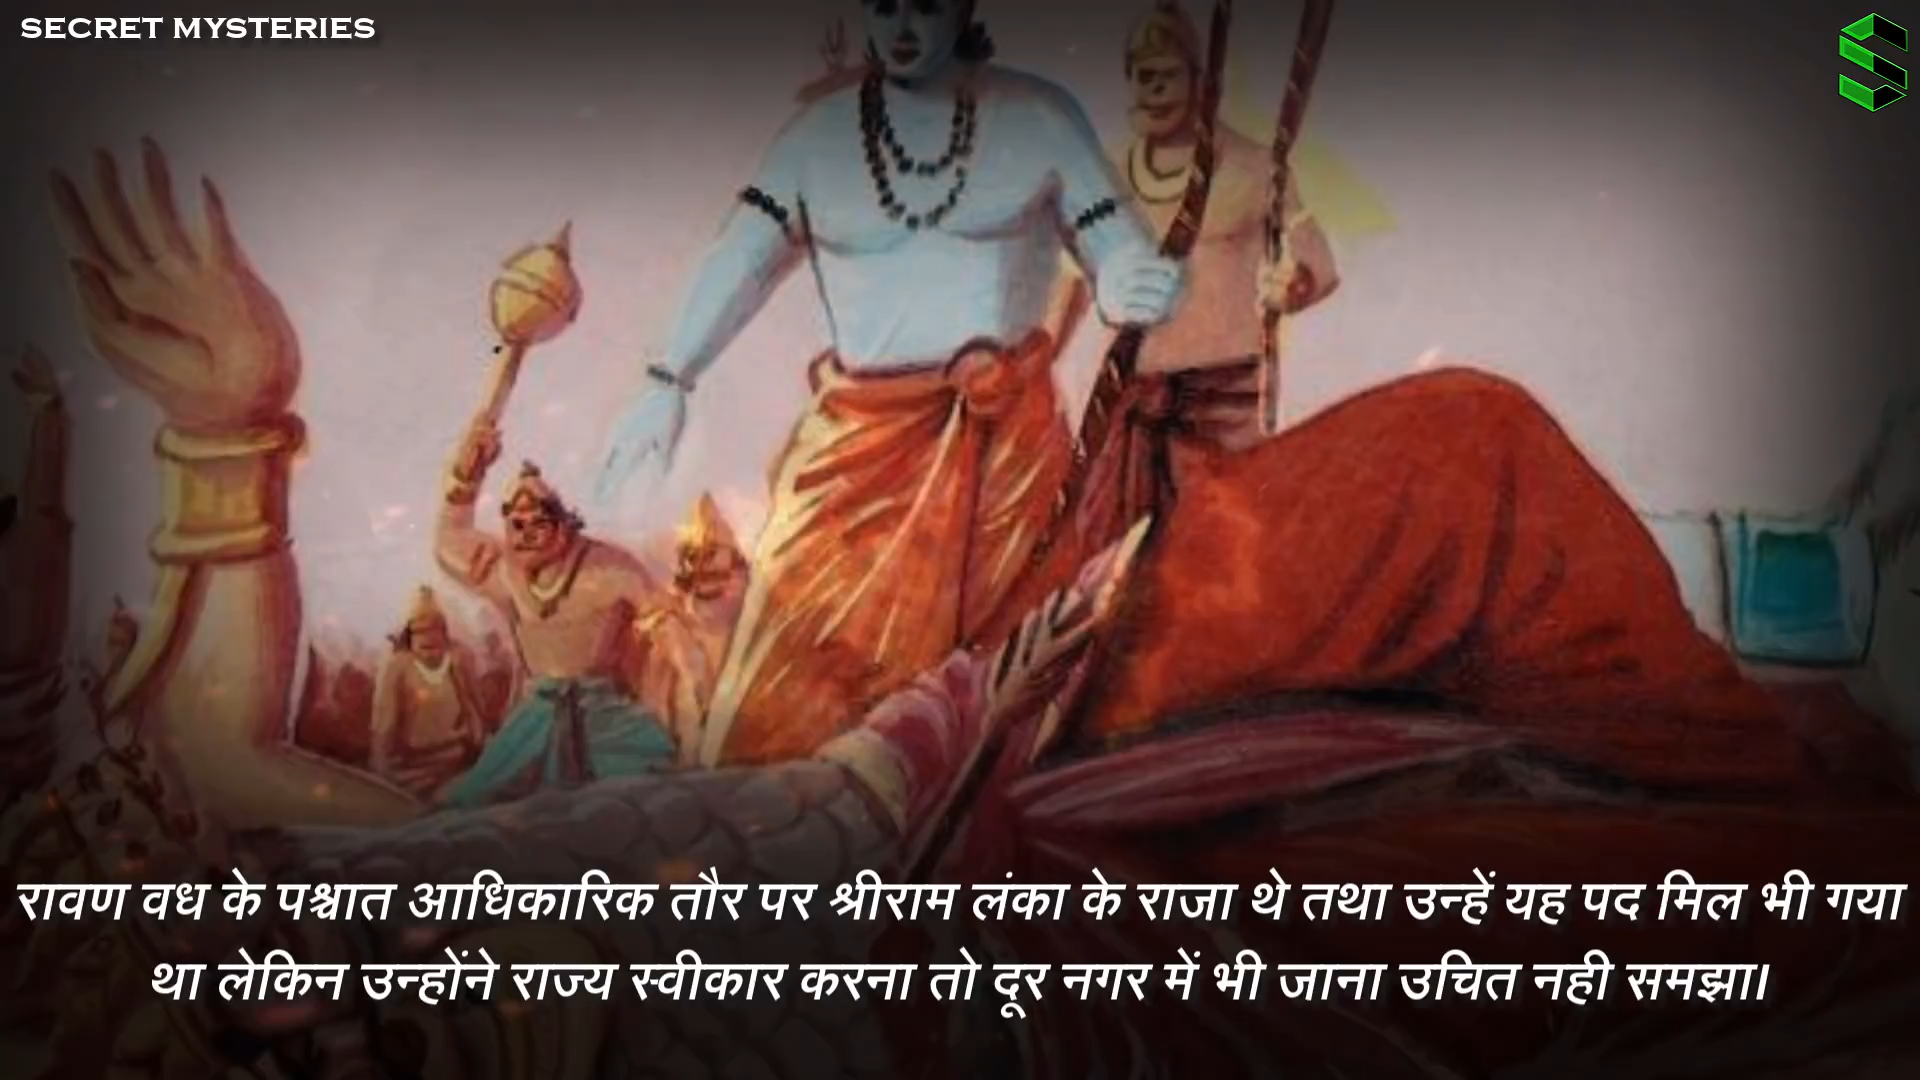 SECRET MYSTERIES
रावण वध के पश्चात आधिकारिक तौर पर श्रीराम लंका के राजा थे तथा उन्हें यह पद मिल भी गया
था लेकिन उन्होंने राज्य स्वीकार करना तो दूर नगर में भी जाना उचित नही समझा।